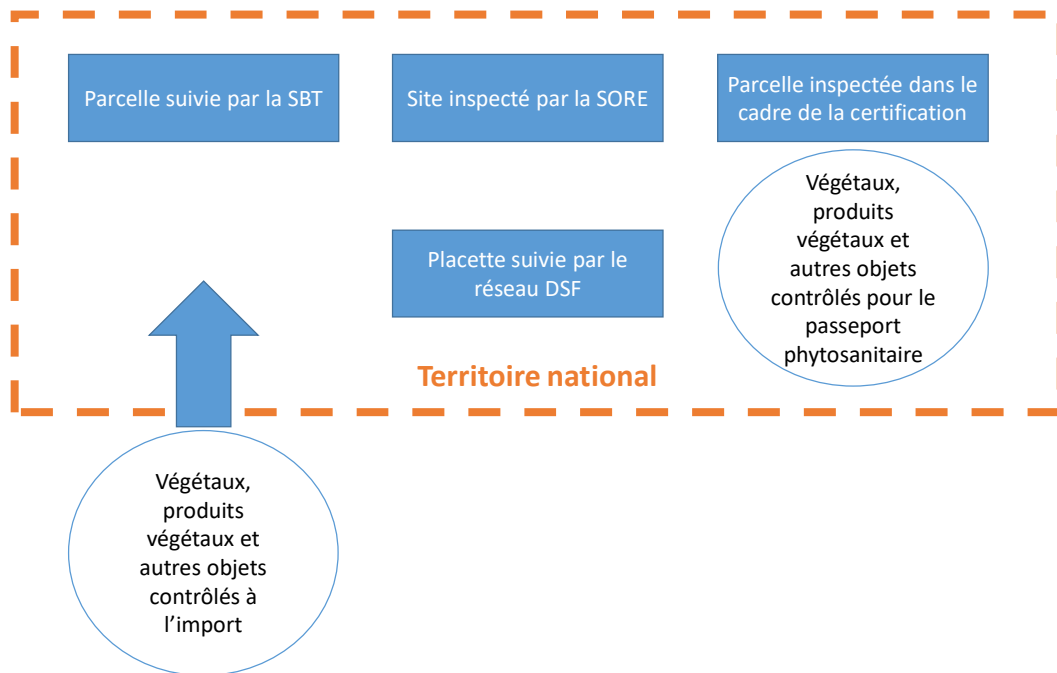 Parcelle suivie par la SBT
Site inspecté par la SORE
Parcelle inspectée dans le
cadre de la certification
Végétaux,
produits
végétaux et
autres objets
contrôlés pour le
passeport
phytosanitaire
Placette suivie par le
réseau DSF
Territoire national
Végétaux,
produits
végétaux et
autres objets
contrôlés à
l’import